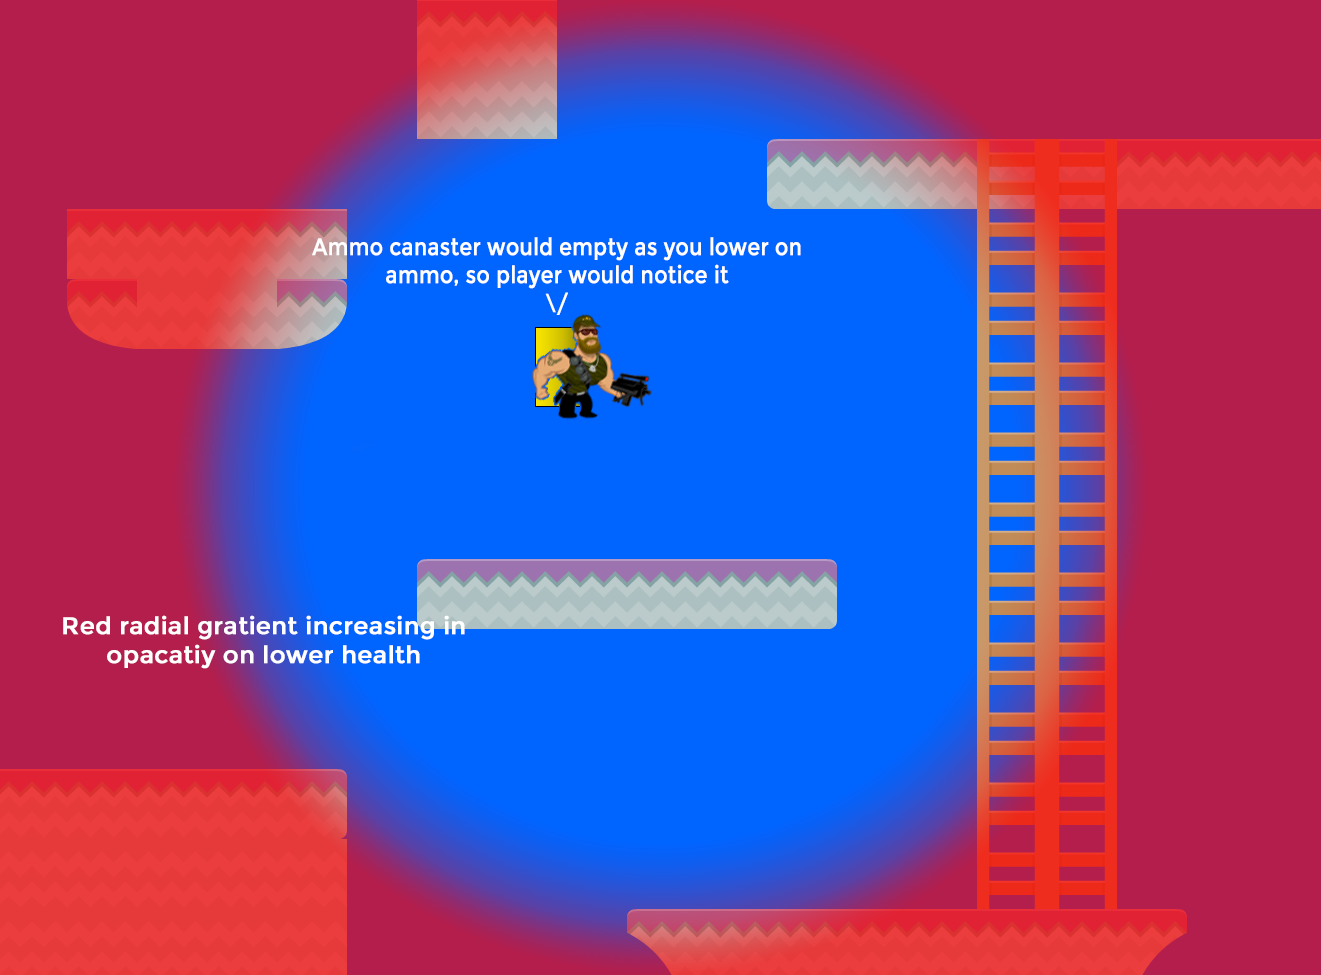 Ammo canaster would empty as you lower on
ammo, so player would notice it
\/
Red radial gratient increasing in
opacatiy on lower health